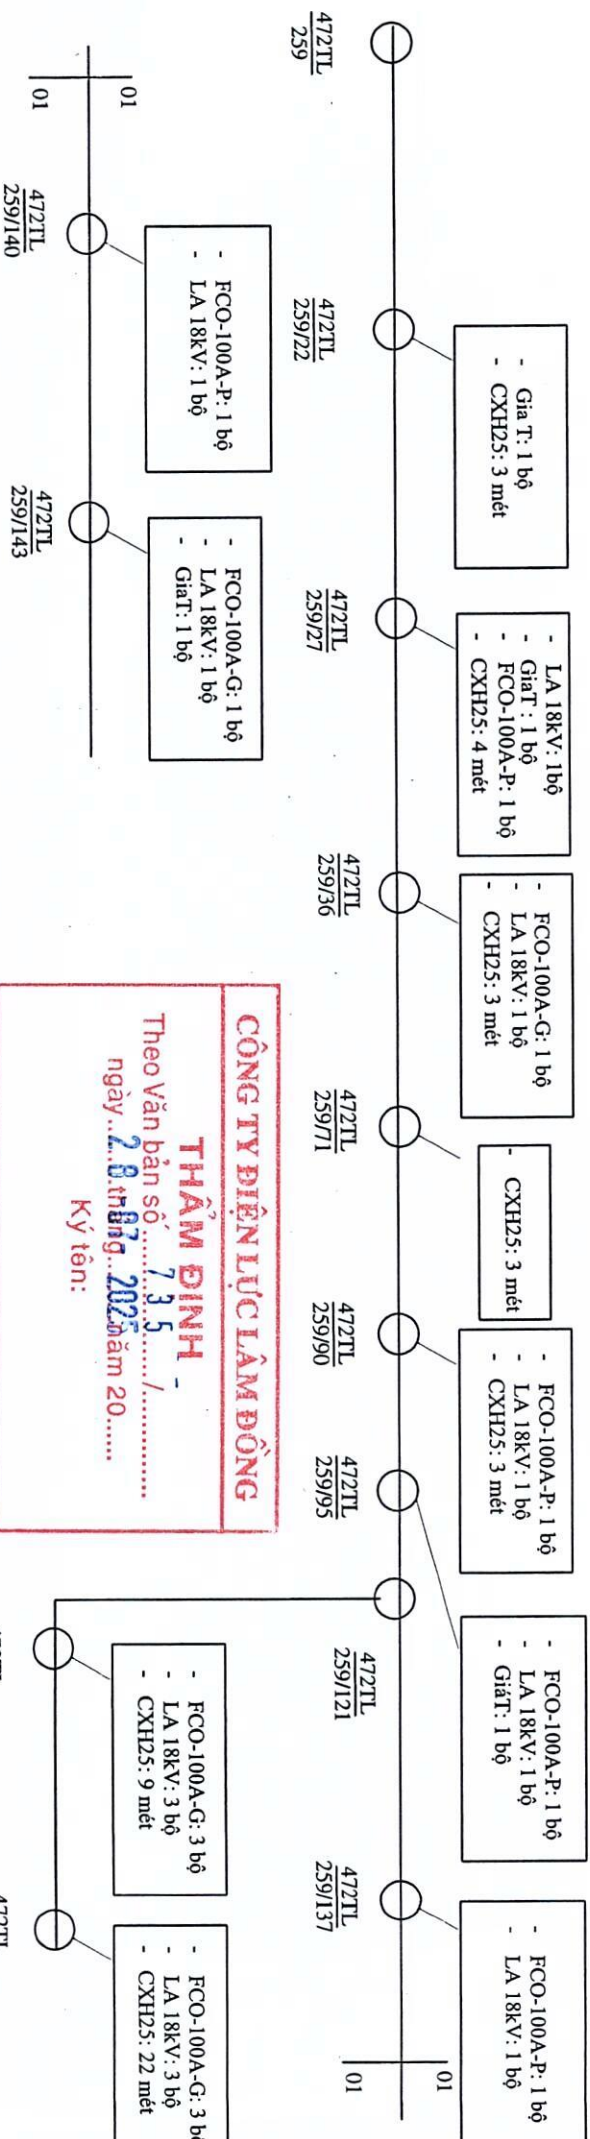 472TL
259
472TL
259/22
- Gia T: 1 bộ
- CXH25: 3 mét
472TL
259/27
- LA 18kV: 1bộ
- GiaT : 1 bộ
- FCO-100A-P: 1 bộ
- CXH25: 4 mét
472TL
259/36
- FCO-100A-G: 1 bộ
- LA 18kV: 1 bộ
- CXH25: 3 mét
472TL
259/71
- CXH25: 3 mét
472TL
259/90
- FCO-100A-P: 1 bộ
- LA 18kV: 1 bộ
- CXH25: 3 mét
472TL
259/95
- FCO-100A-P: 1 bộ
- LA 18kV: 1 bộ
- GiáT: 1 bộ
472TL
259/121
472TL
259/137
- FCO-100A-P: 1 bộ
- LA 18kV: 1 bộ
01
01
01
01
472TL
259/140
- FCO-100A-P: 1 bộ
- LA 18kV: 1 bộ
472TL
259/143
- FCO-100A-G: 1 bộ
- LA 18kV: 1 bộ
- GiaT: 1 bộ
CÔNG TY ĐIỆN LỰC LÂM ĐỒNG
THẨM ĐỊNH
Theo Văn bản số 735 /
ngày 28 -07- 2025 tháng năm 20
Ký tên:
- FCO-100A-G: 3 bộ
- LA 18kV: 3 bộ
- CXH25: 9 mét
- FCO-100A-G: 3 bộ
- LA 18kV: 3 bộ
- CXH25: 22 mét
472TL